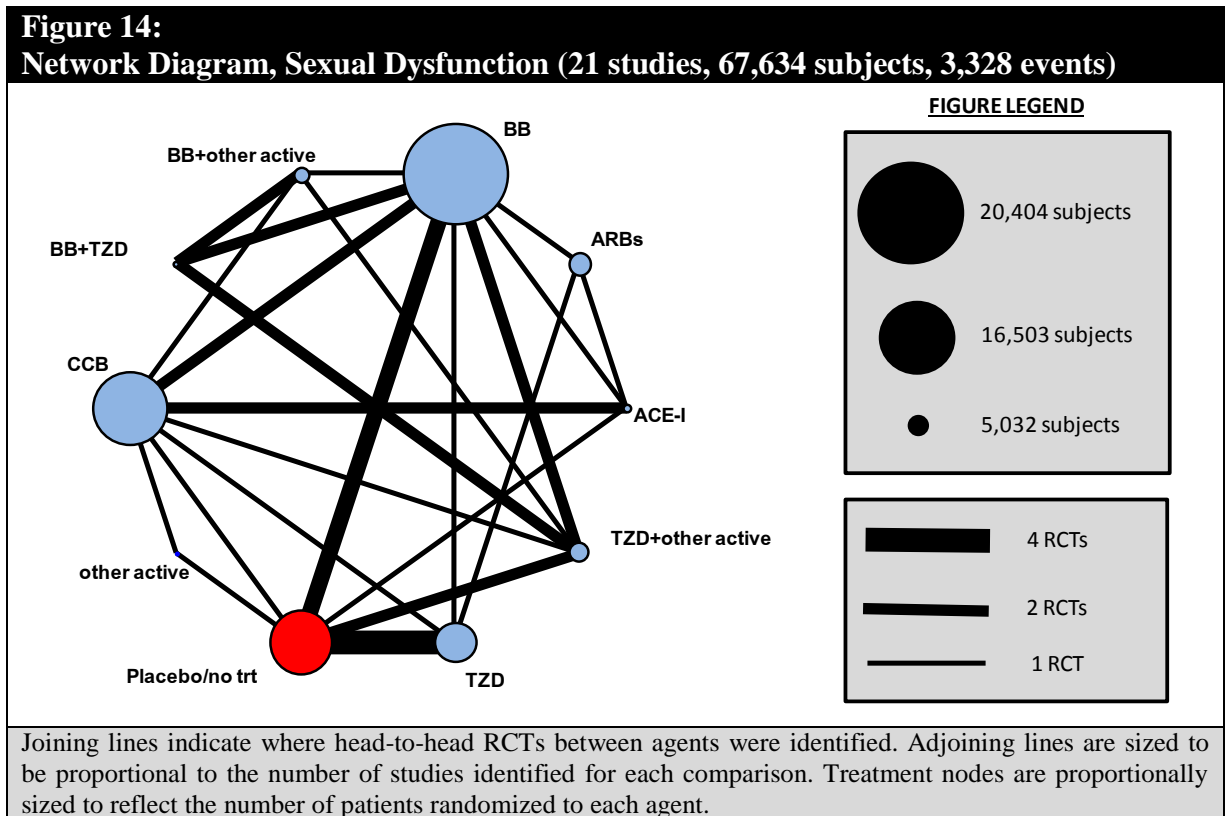 Figure 14:
Network Diagram, Sexual Dysfunction (21 studies, 67,634 subjects, 3,328 events)
FIGURE LEGEND
BB
BB+other active
BB+TZD
ARBs
CCB
ACE-I
TZD+other active
other active
Placebo/no trt
TZD
20,404 subjects
16,503 subjects
5,032 subjects
4 RCTs
2 RCTs
1 RCT
Joining lines indicate where head-to-head RCTs between agents were identified. Adjoining lines are sized to
be proportional to the number of studies identified for each comparison. Treatment nodes are proportionally
sized to reflect the number of patients randomized to each agent.